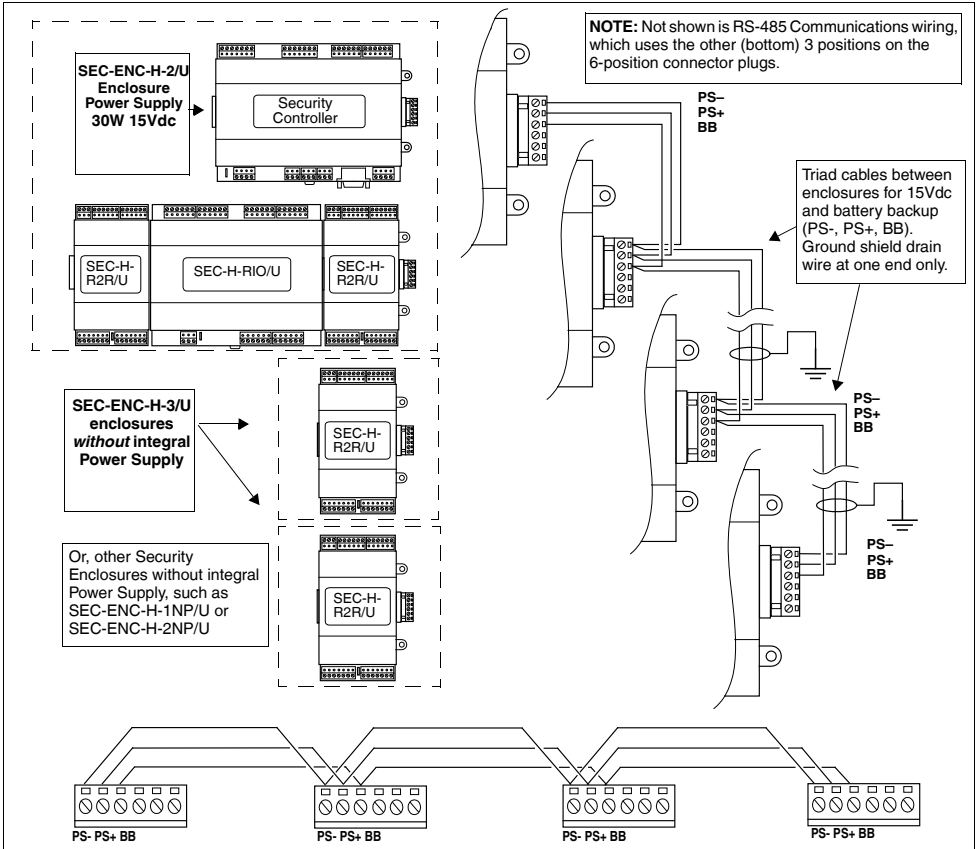 SEC-ENC-H-2/U
Enclosure
Power Supply
30W 15Vdc
Security
Controller
NOTE: Not shown is RS-485 Communications wiring,
which uses the other (bottom) 3 positions on the
6-position connector plugs.
PS–
PS+
BB
Triad cables between
enclosures for 15Vdc
and battery backup
(PS-, PS+, BB).
Ground shield drain
wire at one end only.
SEC-H-
R2R/U
SEC-H-RIO/U
SEC-H-
R2R/U
SEC-ENC-H-3/U
enclosures
without integral
Power Supply
SEC-H-
R2R/U
PS–
PS+
BB
Or, other Security
Enclosures without integral
Power Supply, such as
SEC-ENC-H-1NP/U or
SEC-ENC-H-2NP/U
SEC-H-
R2R/U
PS–
PS+
BB
PS- PS+ BB
PS- PS+ BB
PS- PS+ BB
PS- PS+ BB